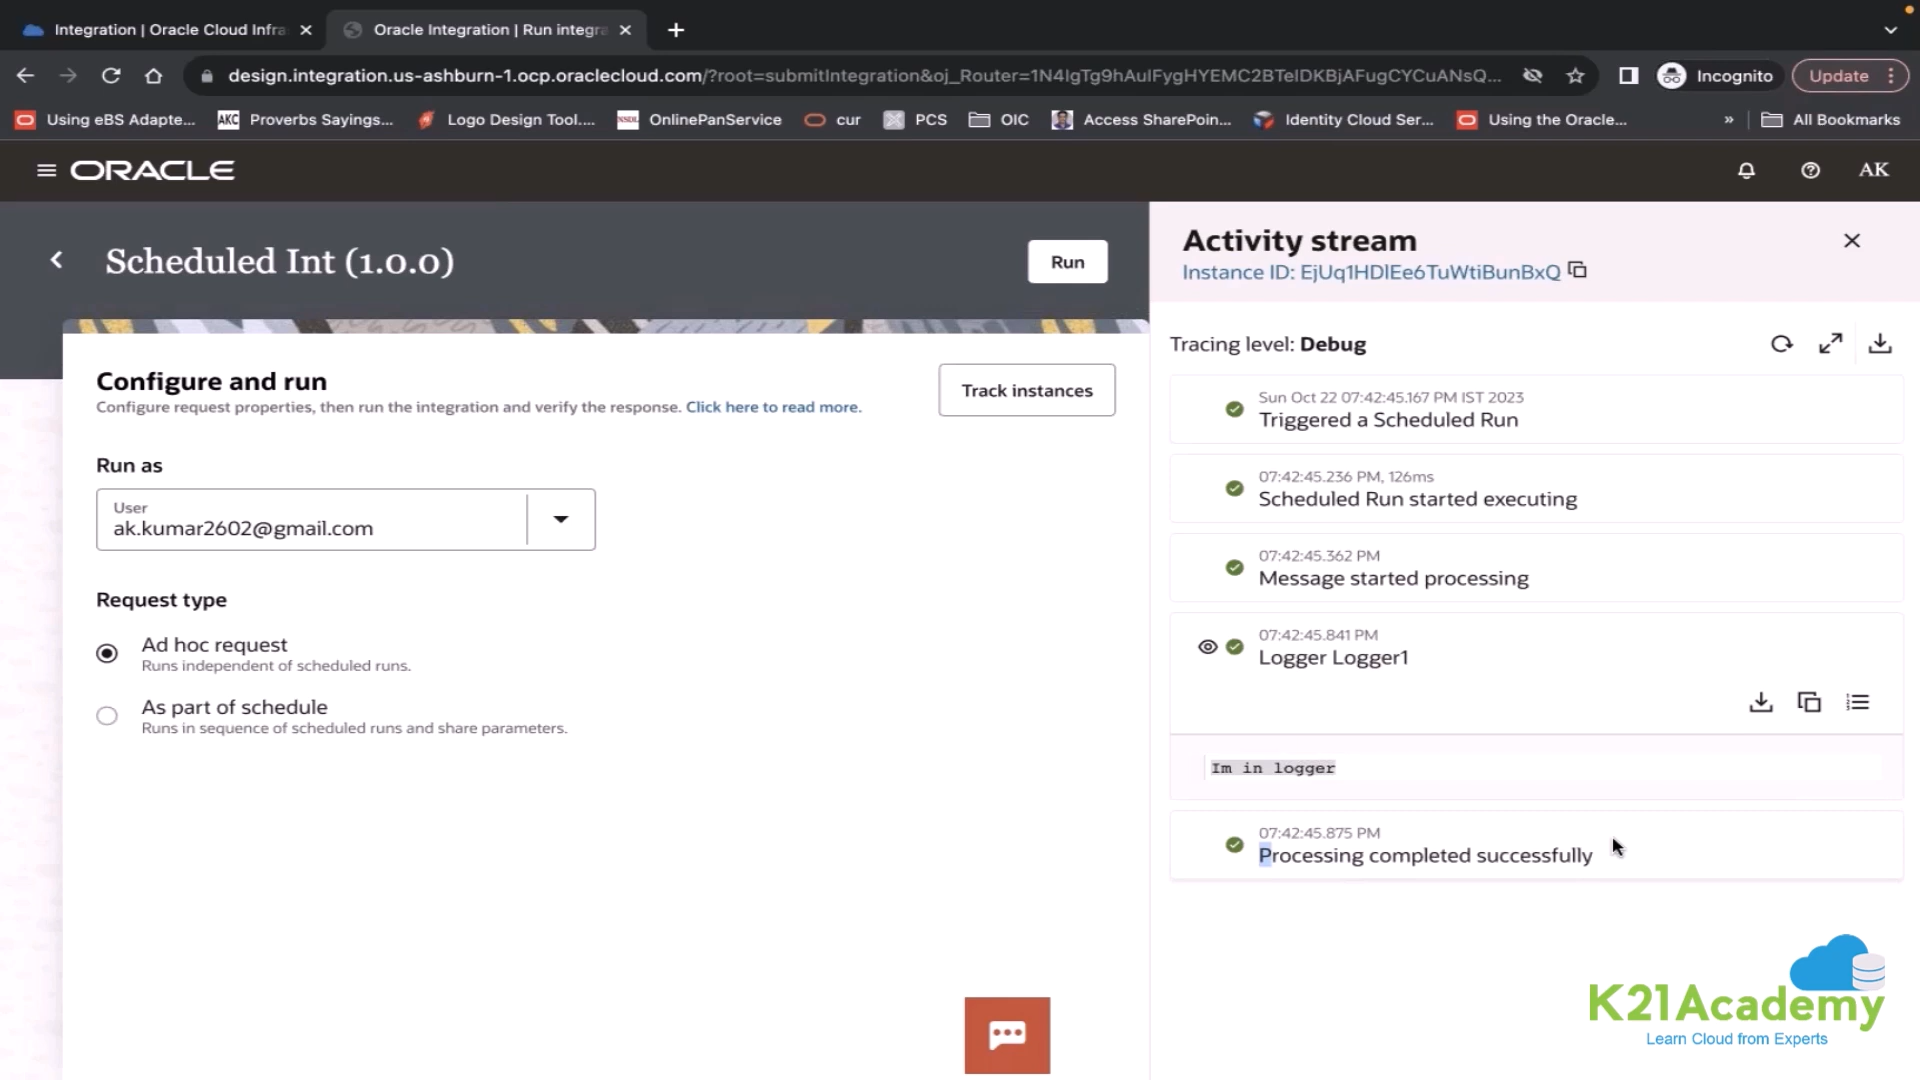 Integration | Oracle Cloud Infra
Oracle Integration | Run integra
design.integration.us-ashburn-1.ocp.oraclecloud.com/?root=submitIntegration&oj_Router=1N4IgTg9hAuIFygHYEMC2BTeIDKBjAFugCYCuANsQ...
Incognito
Update
Using eBS Adapte...
AKC
Proverbs Sayings...
Logo Design Tool....
NSDL
OnlinePanService
cur
PCS
OIC
Access SharePoin...
Identity Cloud Ser...
Using the Oracle...
»
All Bookmarks
ORACLE
AK
Scheduled Int (1.0.0)
Run
Configure and run
Configure request properties, then run the integration and verify the response. Click here to read more.
Track instances
Run as
User
ak.kumar2602@gmail.com
Request type
Ad hoc request
Runs independent of scheduled runs.
As part of schedule
Runs in sequence of scheduled runs and share parameters.
Activity stream
Instance ID: EjUq1HDlEe6TuWtiBunBxQ
Tracing level: Debug
Sun Oct 22 07:42:45.167 PM IST 2023
Triggered a Scheduled Run
07:42:45.236 PM, 126ms
Scheduled Run started executing
07:42:45.362 PM
Message started processing
07:42:45.841 PM
Logger Logger1
Im in logger
07:42:45.875 PM
Processing completed successfully
K21Academy
Learn Cloud from Experts